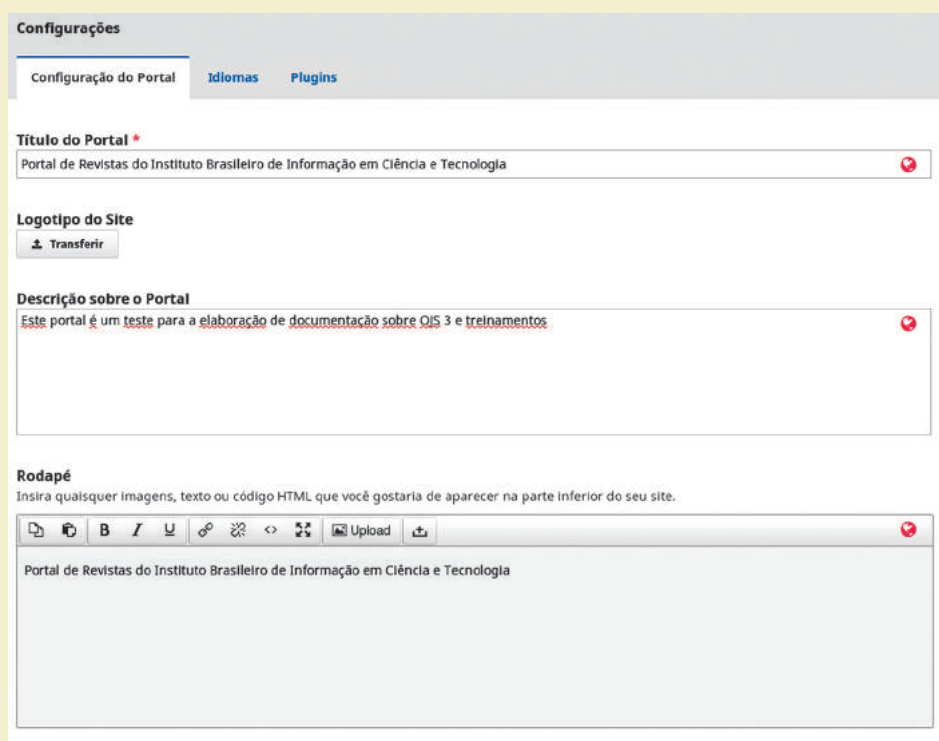 Configurações
Configuração do Portal Idiomas Plugins
Título do Portal *
Portal de Revistas do Instituto Brasileiro de Informação em Ciência e Tecnologia
Logotipo do Site
Transferir
Descrição sobre o Portal
Este portal é um teste para a elaboração de documentação sobre OJS 3 e treinamentos
Rodapé
Insira quaisquer imagens, texto ou código HTML que você gostaria de aparecer na parte inferior do seu site.
B I U <> Upload
Portal de Revistas do Instituto Brasileiro de Informação em Ciência e Tecnologia